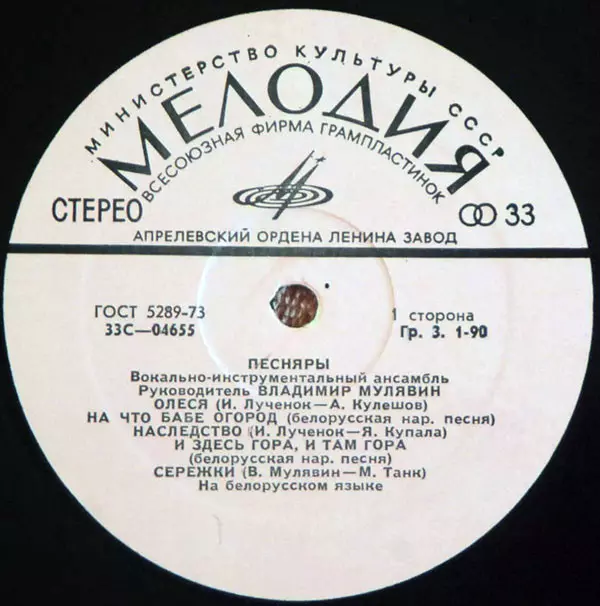 МИНИСТЕРСТВО КУЛЬТУРЫ СССР
МЕЛОДИЯ
ВСЕСОЮЗНАЯ ФИРМА ГРАМПЛАСТИНОК
СТЕРЕО 33
АПРЕЛЕВСКИЙ ОРДЕНА ЛЕНИНА ЗАВОД
ГОСТ 5289-73 1 сторона
33С—04655 Гр. 3. 1-90
ПЕСНЯРЫ
Вокально-инструментальный ансамбль
Руководитель ВЛАДИМИР МУЛЯВИН
ОЛЕСЯ (И. Лученок—А. Кулешов)
НА ЧТО БАБЕ ОГОРОД (белорусская нар. песня)
НАСЛЕДСТВО (И. Лученок—Я. Купала)
И ЗДЕСЬ ГОРА, И ТАМ ГОРА
(белорусская нар. песня)
СЕРЕЖКИ (В. Мулявин—М. Танк)
На белорусском языке